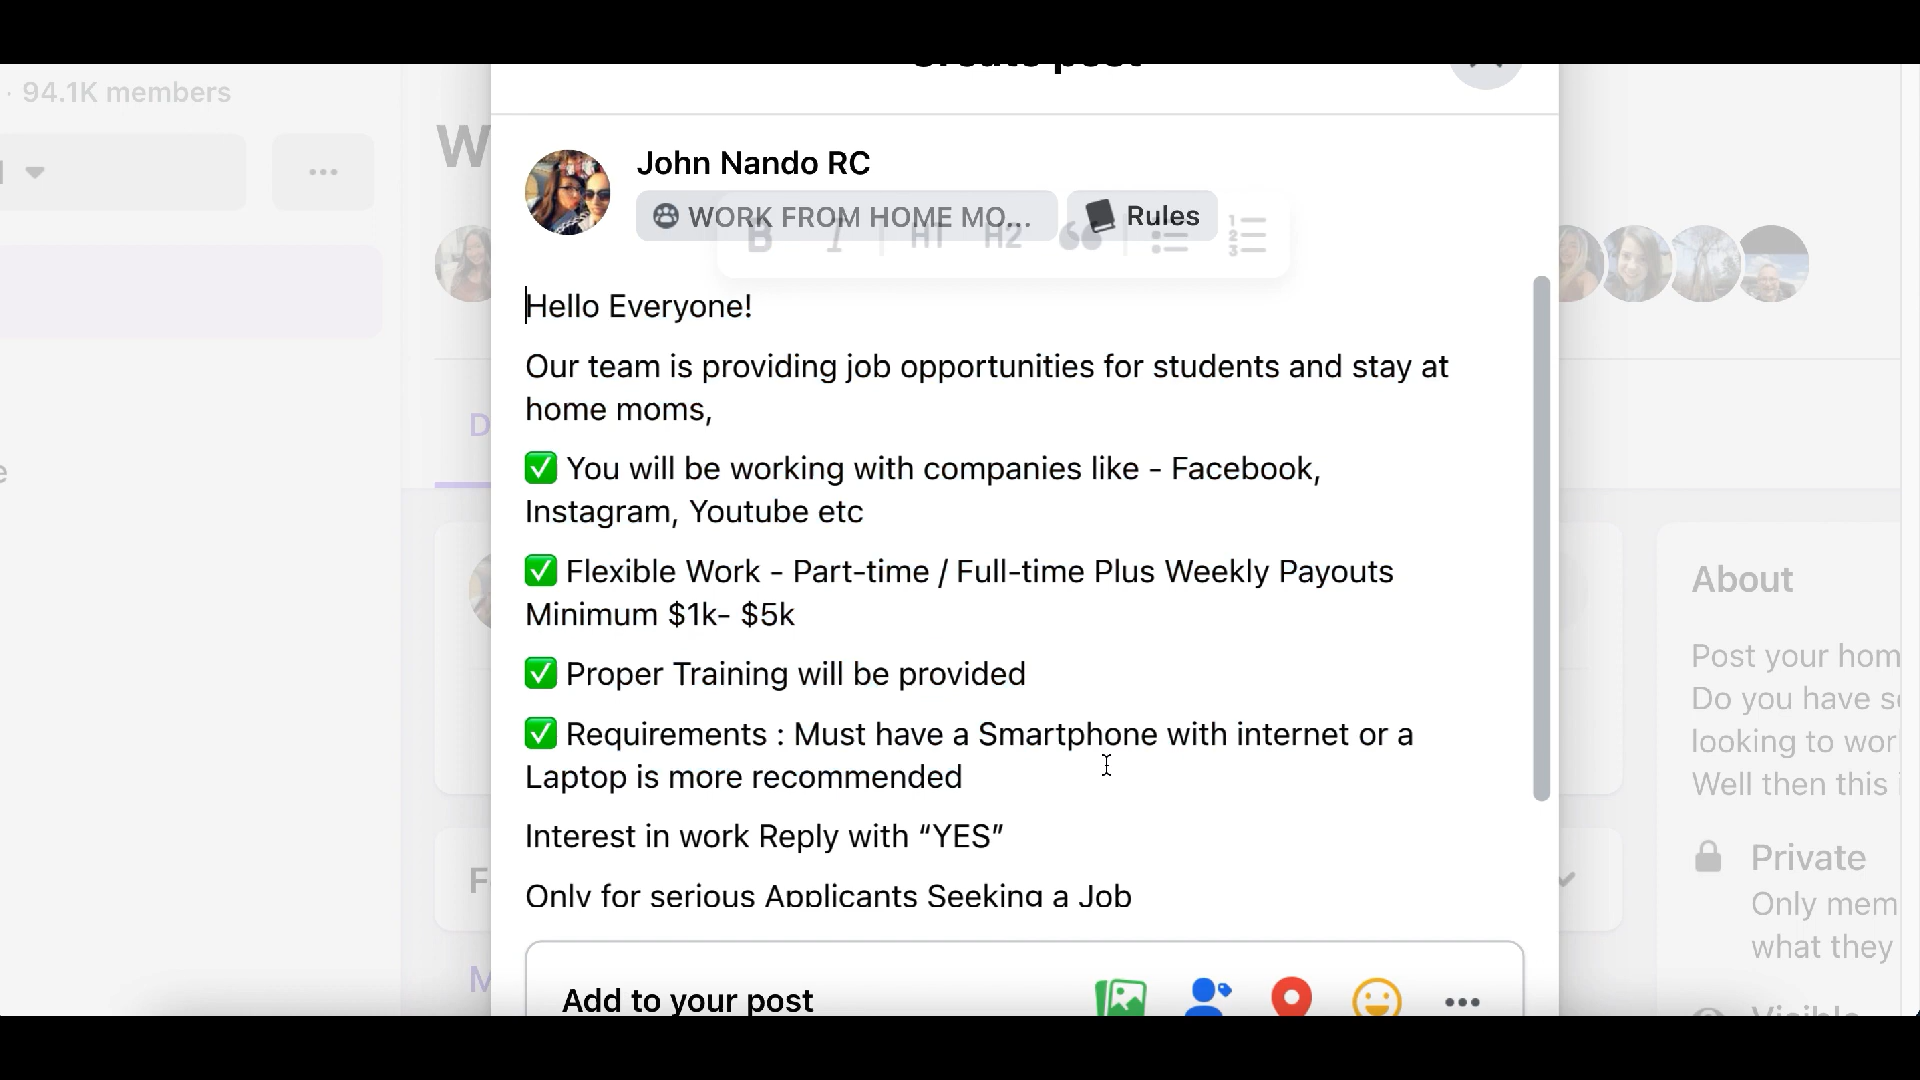 Create post
· 94.1K members
W
John Nando RC
WORK FROM HOME MO...
Rules
B I H1 H2
Hello Everyone!
Our team is providing job opportunities for students and stay at
home moms,
D
✅ You will be working with companies like - Facebook,
Instagram, Youtube etc
✅ Flexible Work - Part-time / Full-time Plus Weekly Payouts
Minimum $1k- $5k
✅ Proper Training will be provided
✅ Requirements : Must have a Smartphone with internet or a
Laptop is more recommended
Interest in work Reply with “YES”
Only for serious Applicants Seeking a Job
F
M
Add to your post
About
Post your hom
Do you have s
looking to wor
Well then this
Private
Only mem
what they
Visible